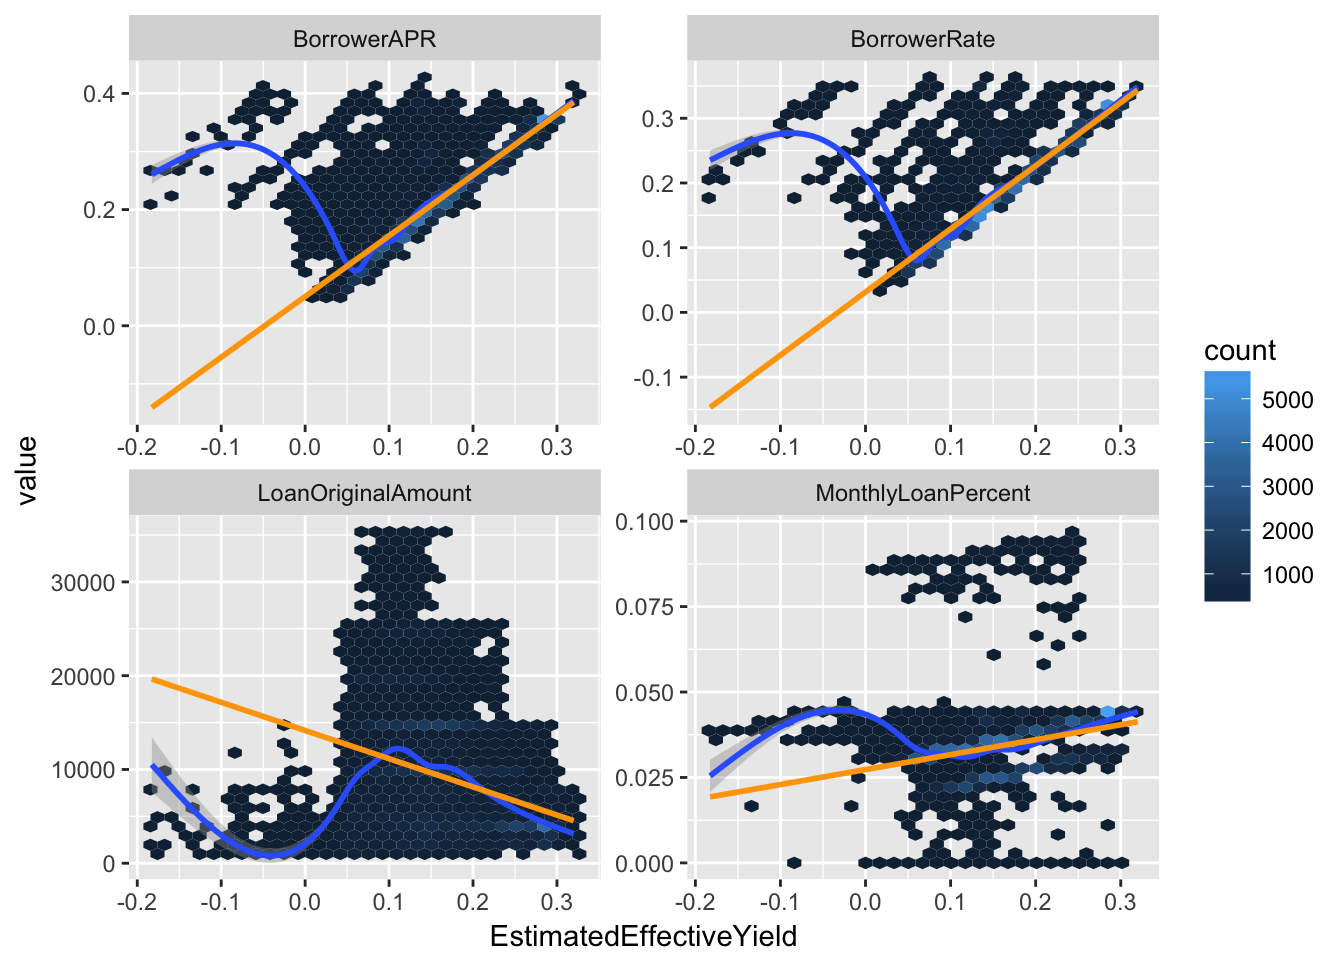 BorrowerAPR
BorrowerRate
0.4
0.2
0.0
0.3
0.2
0.1
0.0
-0.1
-0.2 -0.1 0.0 0.1 0.2 0.3
-0.2 -0.1 0.0 0.1 0.2 0.3
LoanOriginalAmount
MonthlyLoanPercent
30000
20000
10000
0
0.100
0.075
0.050
0.025
0.000
-0.2 -0.1 0.0 0.1 0.2 0.3
-0.2 -0.1 0.0 0.1 0.2 0.3
value
EstimatedEffectiveYield
count
5000
4000
3000
2000
1000